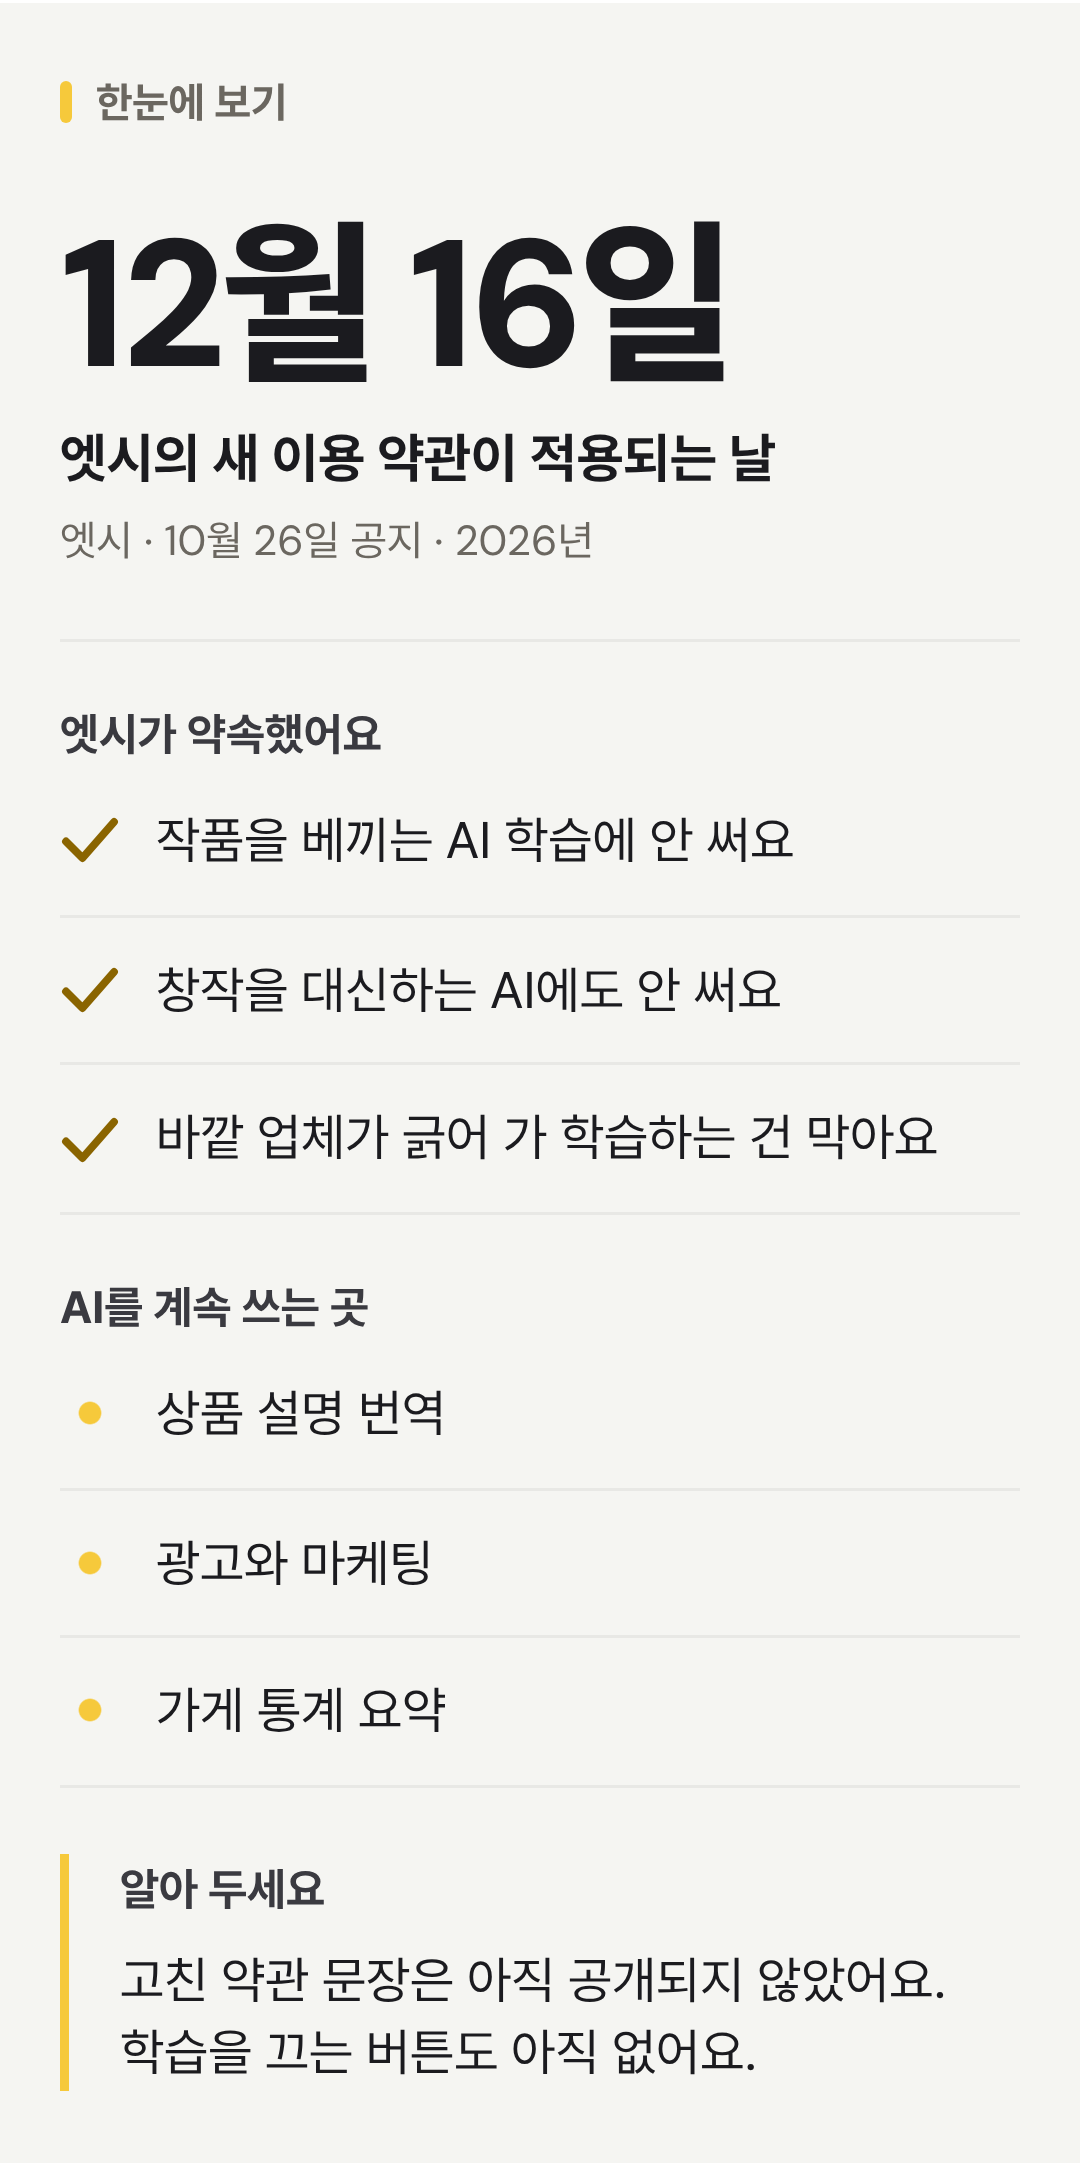 한눈에 보기
12월 16일
엣시의 새 이용 약관이 적용되는 날
엣시 · 10월 26일 공지 · 2026년
엣시가 약속했어요
작품을 베끼는 AI 학습에 안 써요
창작을 대신하는 AI에도 안 써요
바깥 업체가 긁어 가 학습하는 건 막아요
AI를 계속 쓰는 곳
상품 설명 번역
광고와 마케팅
가게 통계 요약
알아 두세요
고친 약관 문장은 아직 공개되지 않았어요.
학습을 끄는 버튼도 아직 없어요.